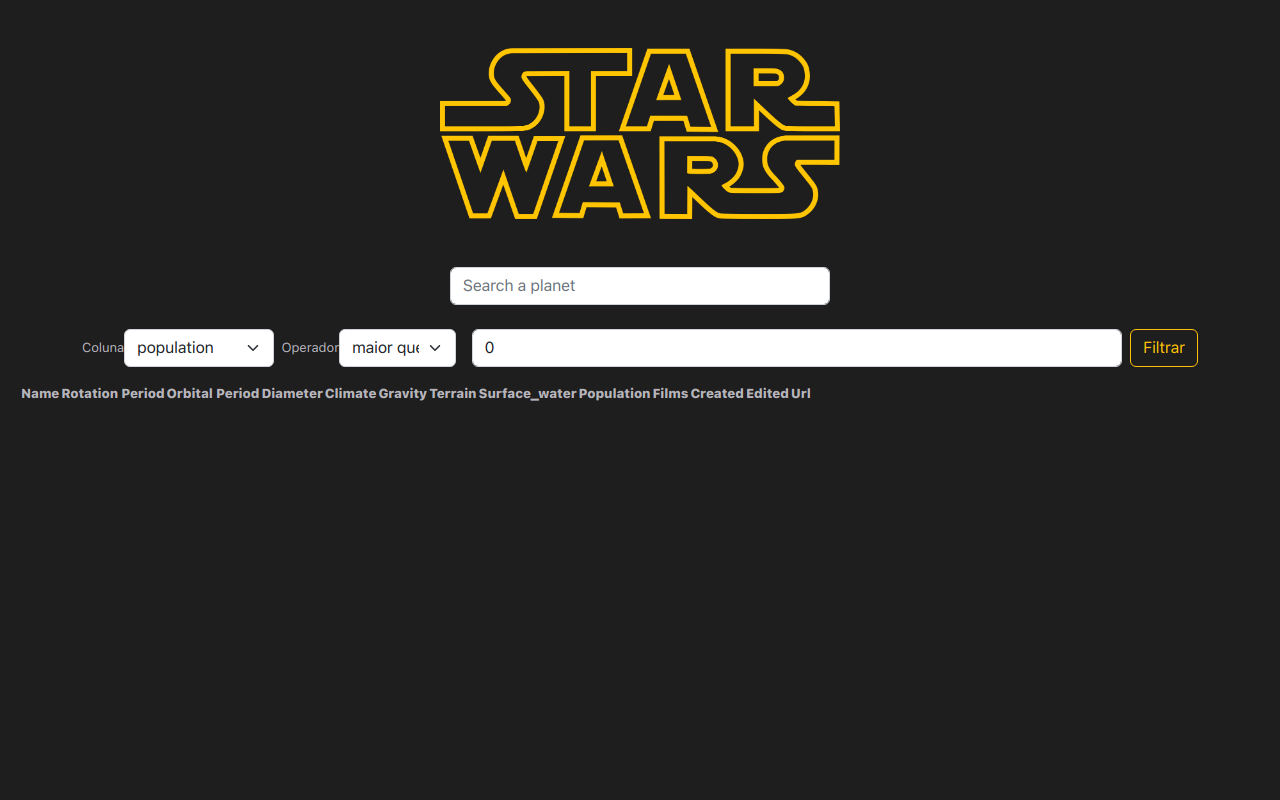 STAR
WARS
Search a planet
Coluna population Operador maior que 0 Filtrar
Name Rotation Period Orbital Period Diameter Climate Gravity Terrain Surface_water Population Films Created Edited Url